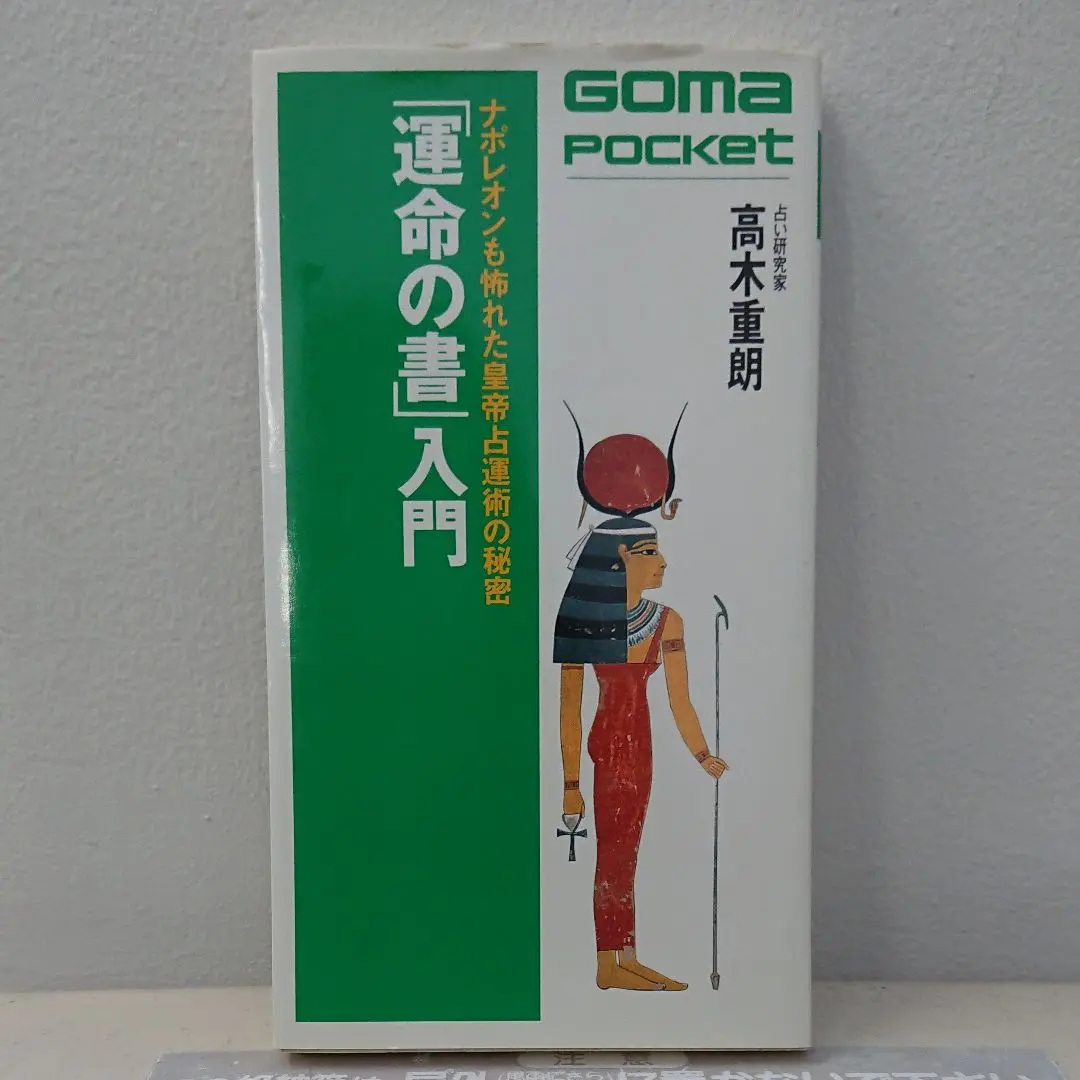 GOMA
POCKET
占い研究家
高木重朗
ナポレオンも怖れた皇帝占運術の秘密
「運命の書」入門
注意